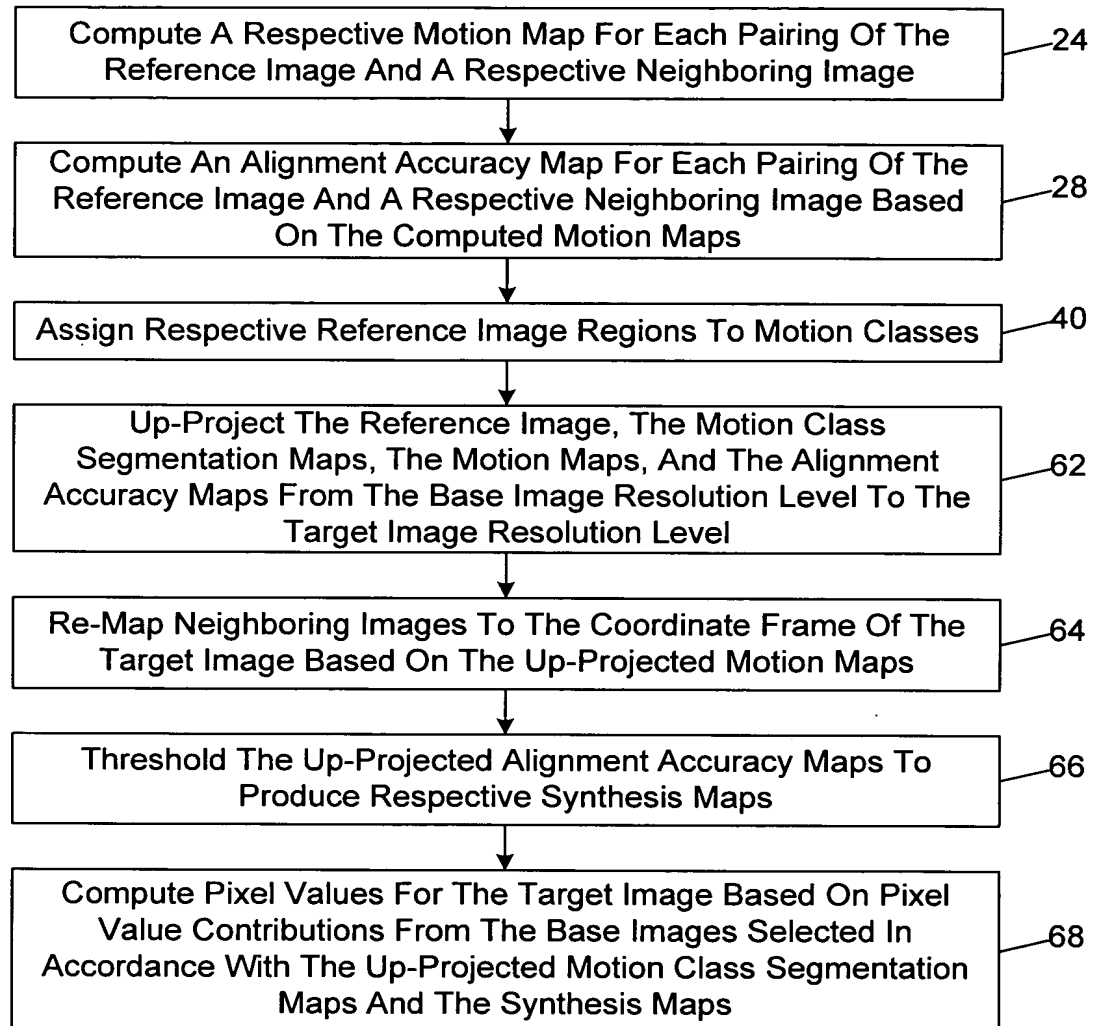 Compute A Respective Motion Map For Each Pairing Of The
Reference Image And A Respective Neighboring Image
24
Compute An Alignment Accuracy Map For Each Pairing Of The
Reference Image And A Respective Neighboring Image Based
On The Computed Motion Maps
28
Assign Respective Reference Image Regions To Motion Classes
40
Up-Project The Reference Image, The Motion Class
Segmentation Maps, The Motion Maps, And The Alignment
Accuracy Maps From The Base Image Resolution Level To The
Target Image Resolution Level
62
Re-Map Neighboring Images To The Coordinate Frame Of The
Target Image Based On The Up-Projected Motion Maps
64
Threshold The Up-Projected Alignment Accuracy Maps To
Produce Respective Synthesis Maps
66
Compute Pixel Values For The Target Image Based On Pixel
Value Contributions From The Base Images Selected In
Accordance With The Up-Projected Motion Class Segmentation
Maps And The Synthesis Maps
68